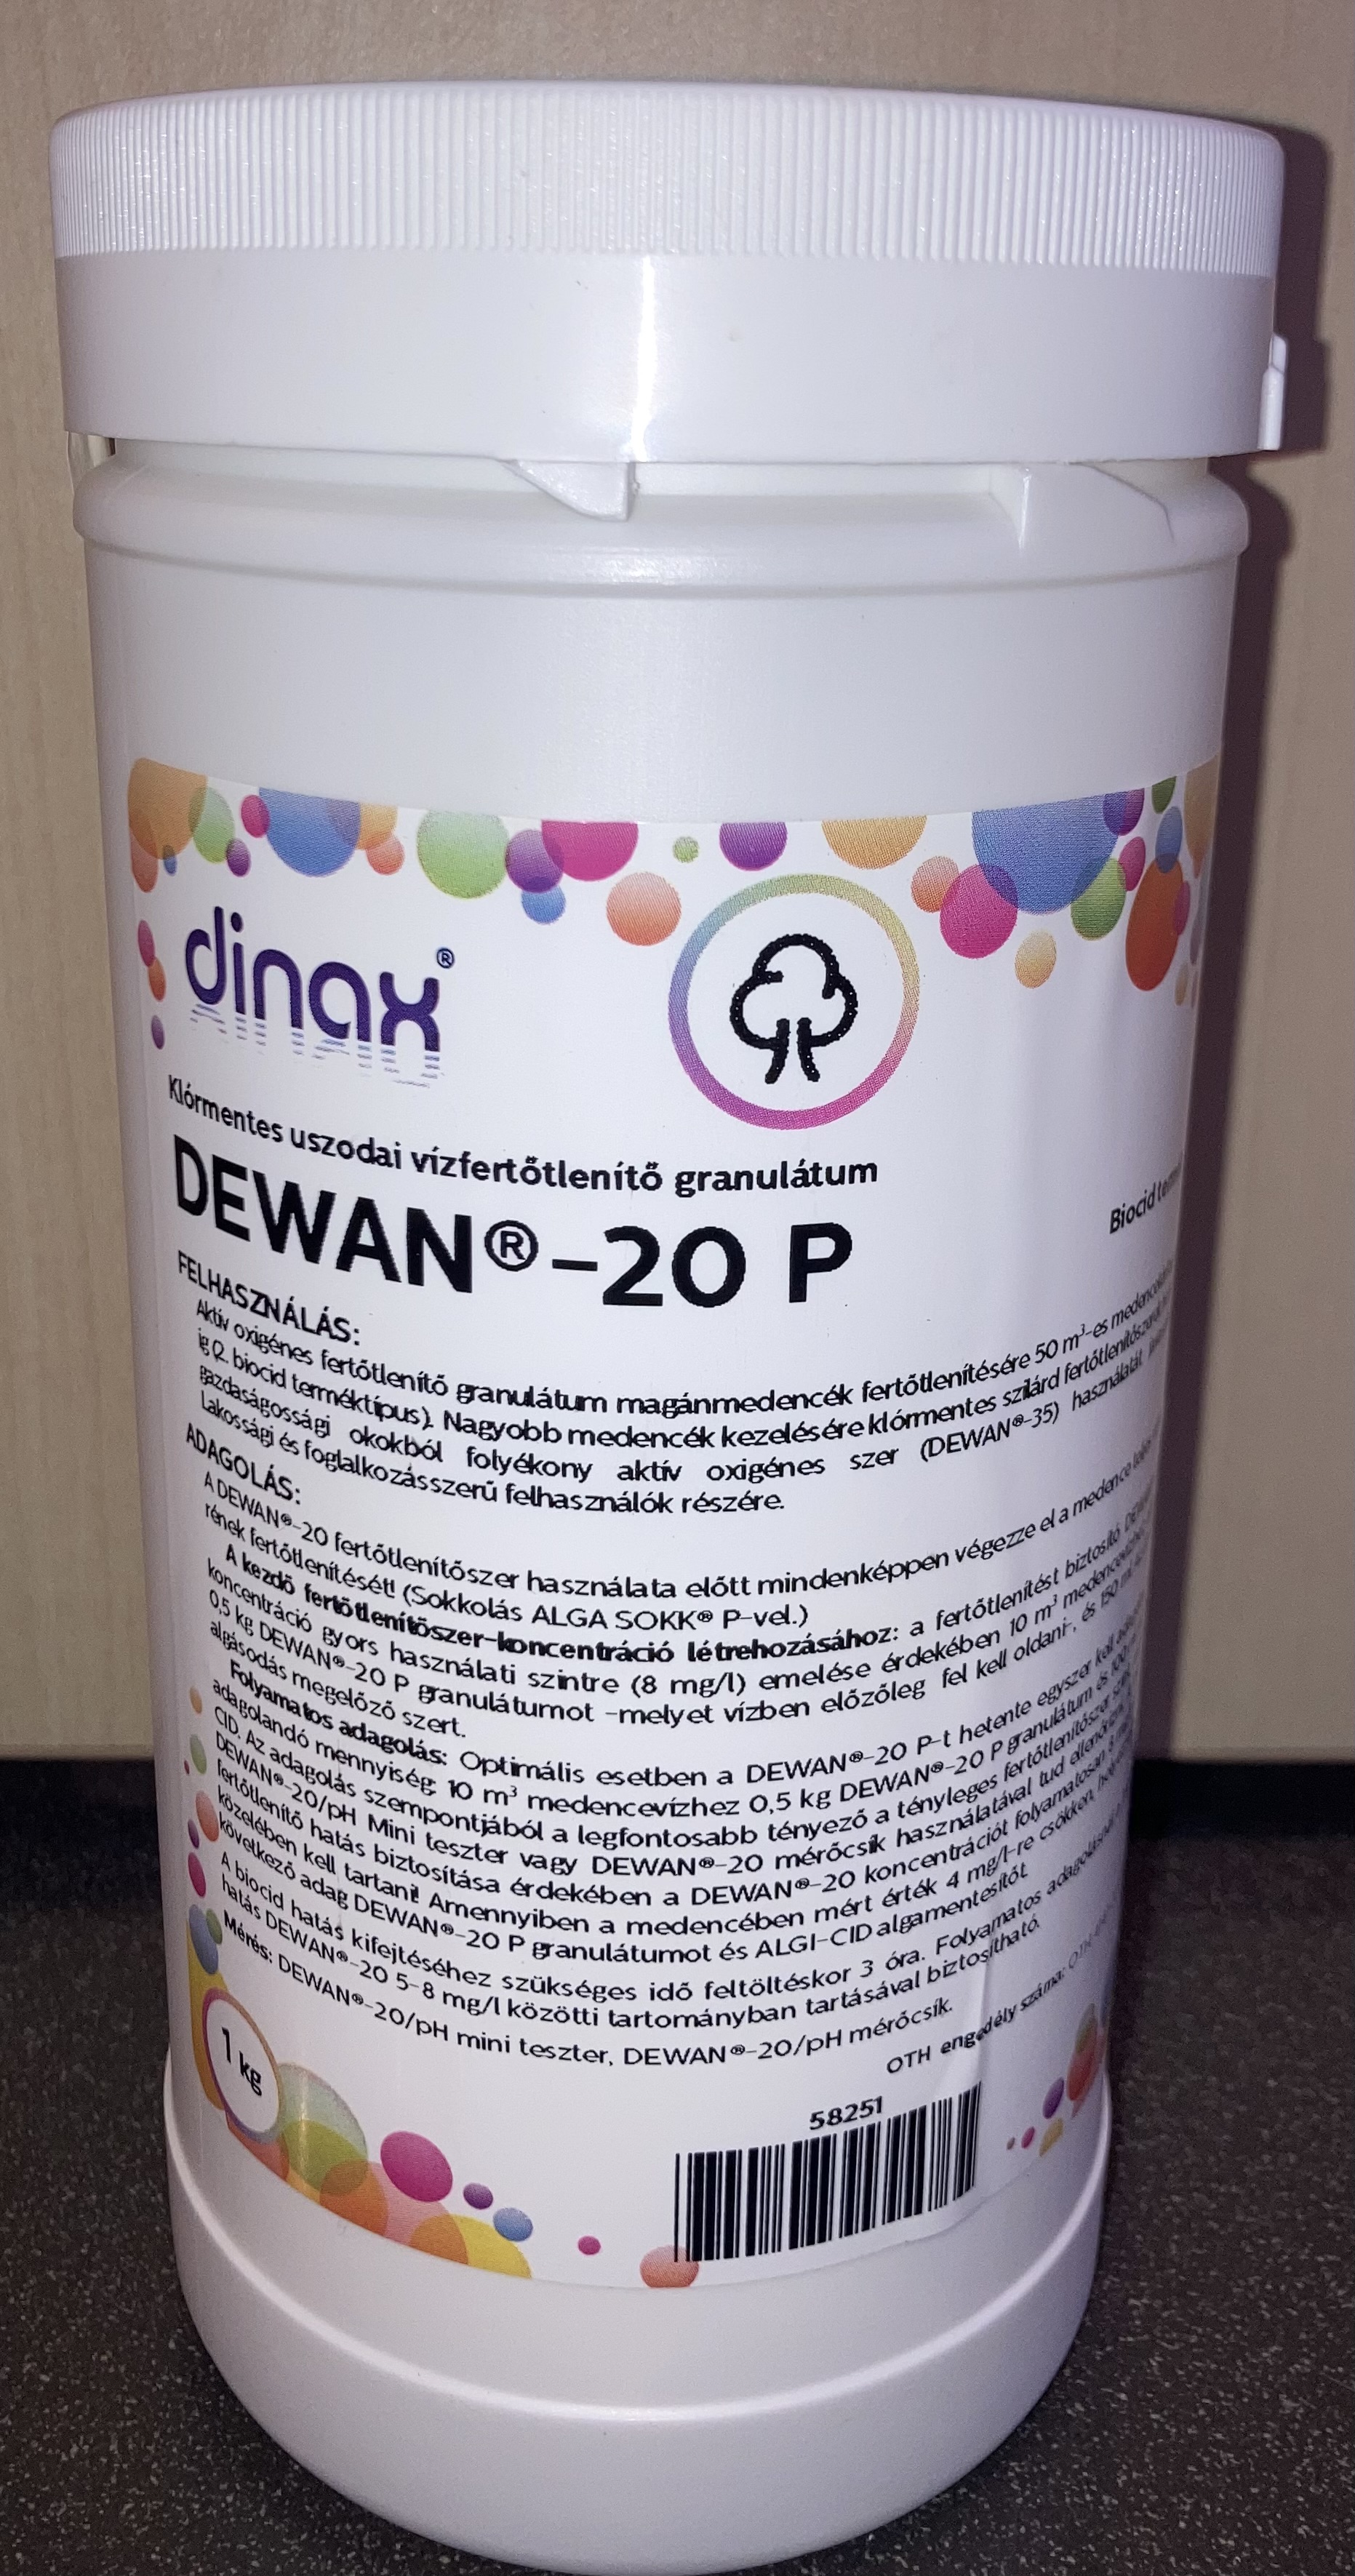 dinax®
Klórmentes uszodai vízfertőtlenítő granulátum
DEWAN®-20 P
Biocid
FELHASZNÁLÁS:
Aktív oxigénes fertőtlenítő granulátum magánmedencék fertőtlenítésére 50 m³-es
ig (2. biocid terméktípus). Nagyobb medencék kezelésére klórmentes szilárd
gazdaságossági okokból folyékony aktív oxigénes szer (DEWAN®-35) használatát
Lakossági és foglalkozásszerű felhasználók részére.
ADAGOLÁS:
A DEWAN®-20 fertőtlenítőszer használata előtt mindenképpen végezze el a medence
rének fertőtlenítését! (Sokkolás ALGA SOKK® P-vel.)
A kezdő fertőtlenítőszer-koncentráció létrehozásához: a fertőtlenítést biztosító
koncentráció gyors használati szintre (8 mg/l) emelése érdekében 10 m³
0,5 kg DEWAN®-20 P granulátumot -melyet vízben előzőleg fel kell oldani-, és 150
algásodás megelőző szert.
Folyamatos adagolás: Optimális esetben a DEWAN®-20 P-t hetente egyszer kell
adagolandó mennyiség: 10 m³ medencevízhez 0,5 kg DEWAN®-20 P granulátum és
CID. Az adagolás szempontjából a legfontosabb tényező a tényleges fertőtlenítőszer
DEWAN®-20/pH Mini teszter vagy DEWAN®-20 mérőcsík használatával tud
fertőtlenítő hatás biztosítása érdekében a DEWAN®-20 koncentrációt folyamatosan
közelében kell tartani! Amennyiben a medencében mért érték 4 mg/l-re csökken,
következő adag DEWAN®-20 P granulátumot és ALGI-CID algamentesítőt
A biocid hatás kifejtéséhez szükséges idő feltöltéskor 3 óra. Folyamatos
hatás DEWAN®-20 5-8 mg/l közötti tartományban tartásával biztosítható.
Mérés: DEWAN®-20/pH mini teszter, DEWAN®-20/pH mérőcsík.
OTH engedély száma:
1 kg
58251